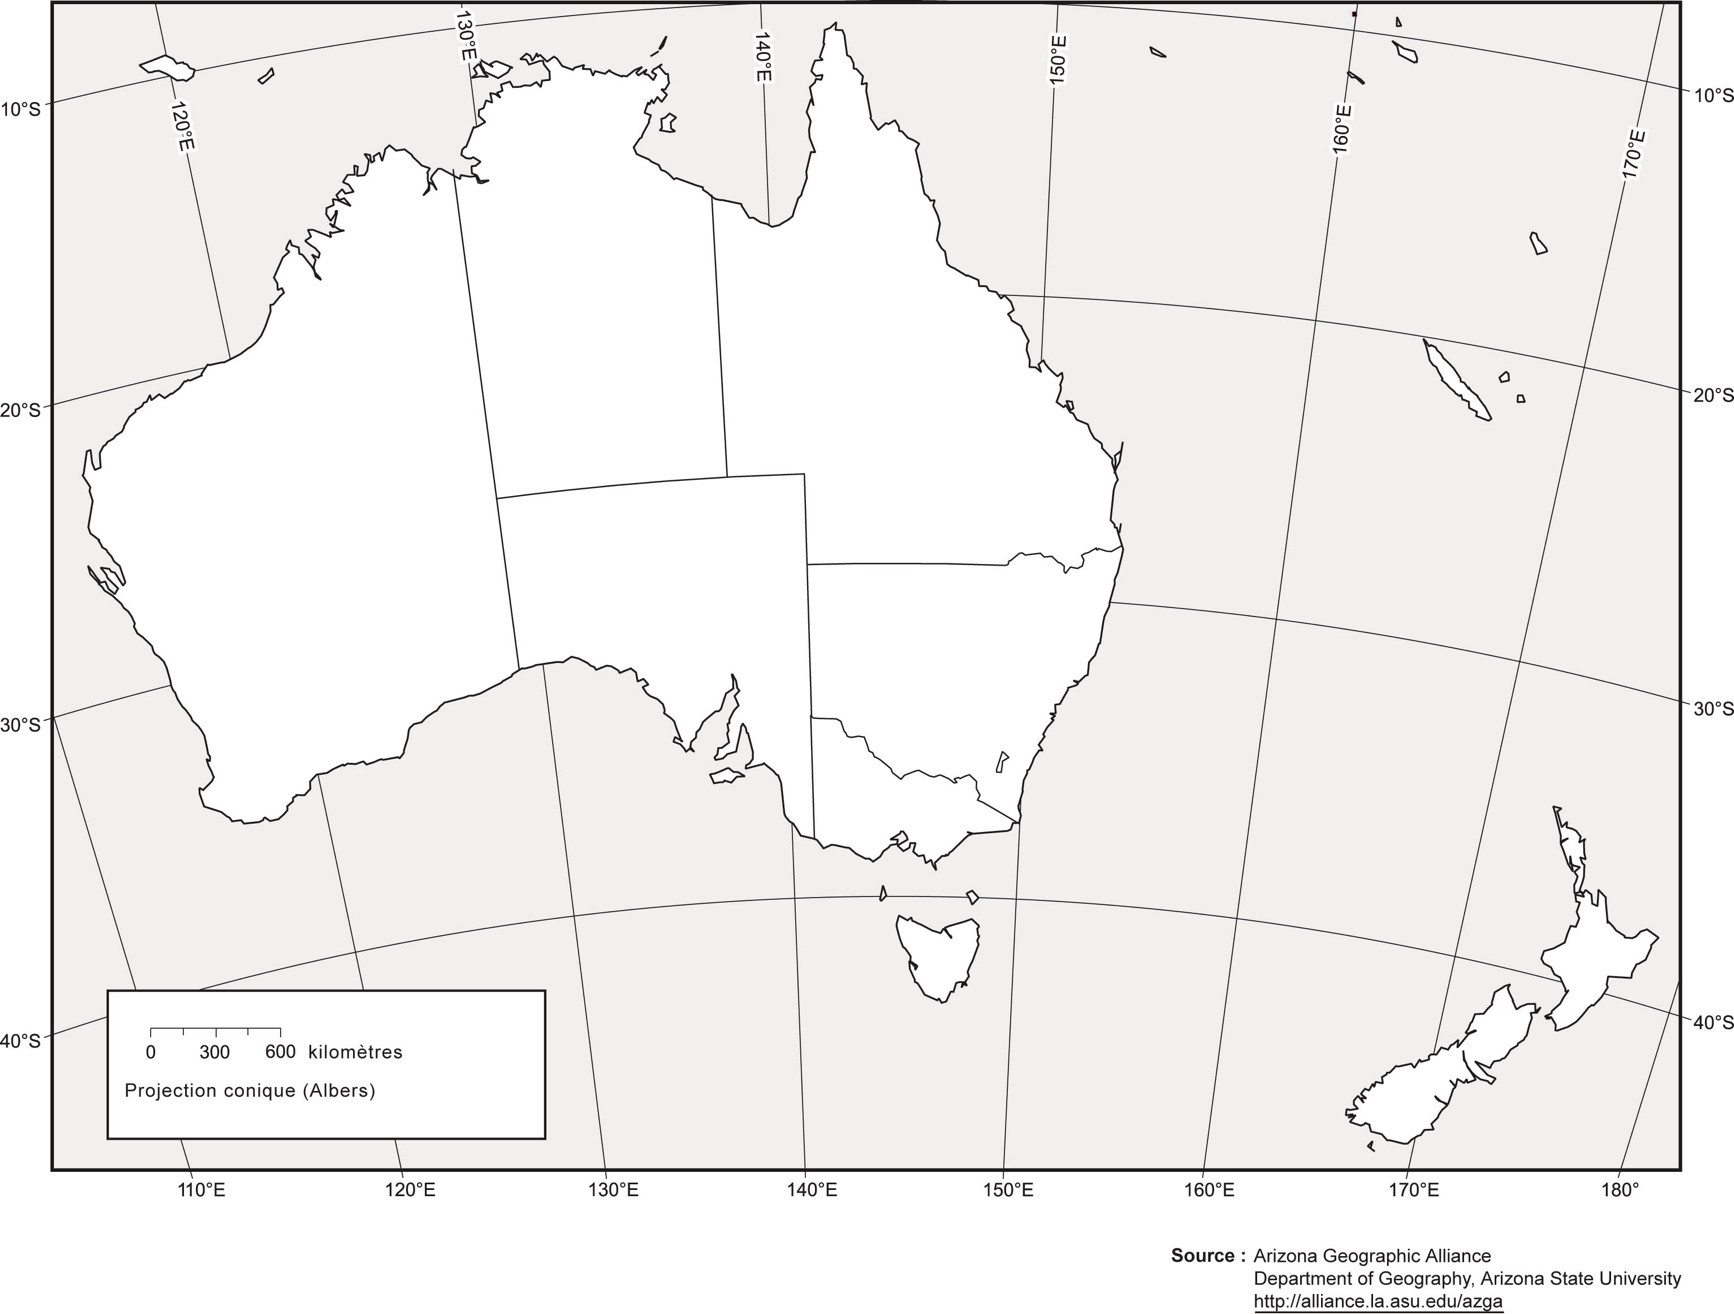 130°E
140°E
150°E
120°E
160°E
170°E
10°S
10°S
20°S
20°S
30°S
30°S
40°S
40°S
0 300 600 kilomètres
Projection conique (Albers)
110°E 120°E 130°E 140°E 150°E 160°E 170°E 180°
Source : Arizona Geographic Alliance
Department of Geography, Arizona State University
http://alliance.la.asu.edu/azga